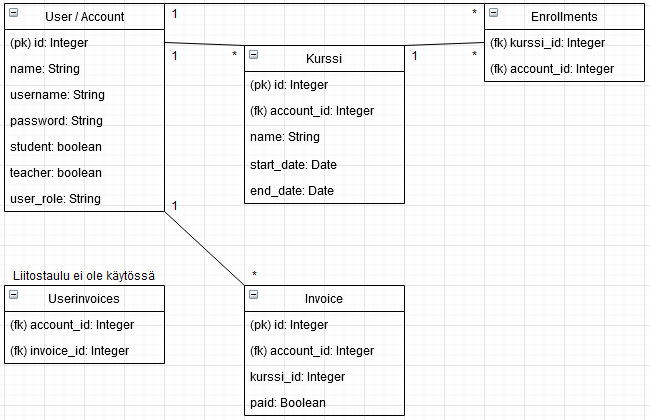 User / Account
(pk) id: Integer
name: String
username: String
password: String
student: boolean
teacher: boolean
user_role: String
1
*
1
*
Kurssi
(pk) id: Integer
(fk) account_id: Integer
name: String
start_date: Date
end_date: Date
1
*
Enrollments
(fk) kurssi_id: Integer
(fk) account_id: Integer
1
*
Liitostaulu ei ole käytössä
Userinvoices
(fk) account_id: Integer
(fk) invoice_id: Integer
Invoice
(pk) id: Integer
(fk) account_id: Integer
kurssi_id: Integer
paid: Boolean